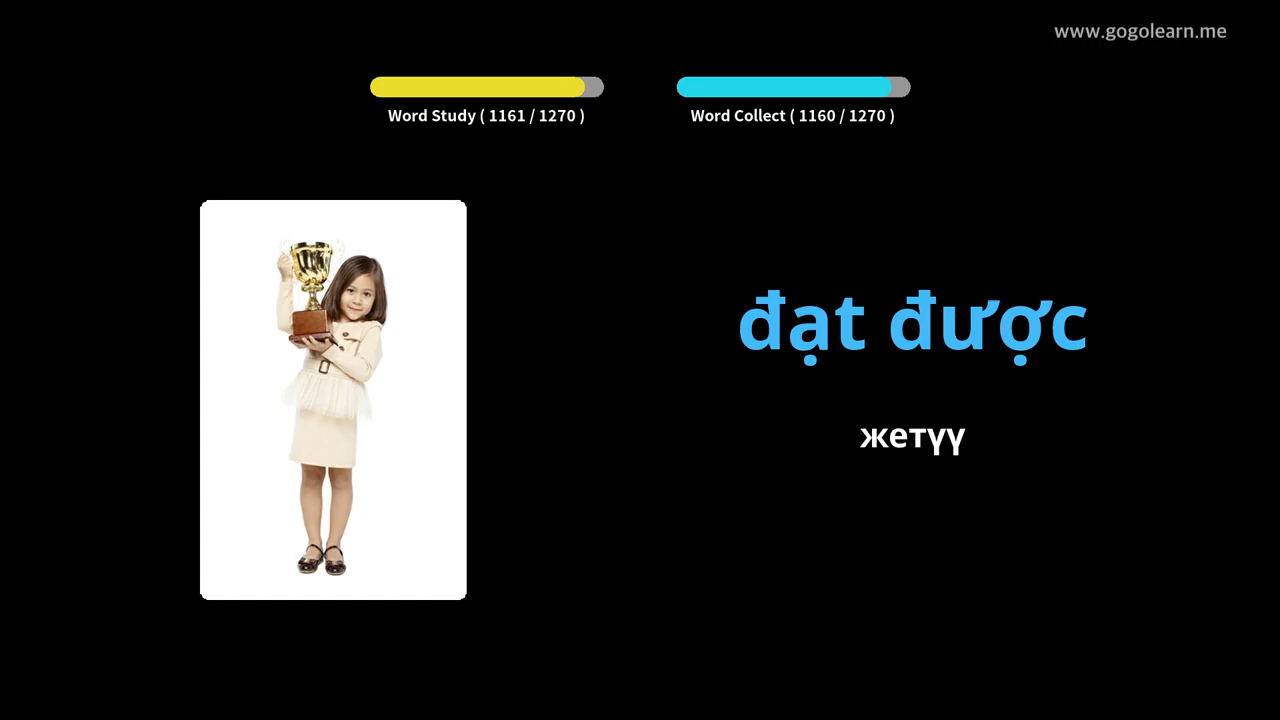 www.gogolearn.me
Word Study ( 1161 / 1270 )
Word Collect ( 1160 / 1270 )
đạt được
жетүү